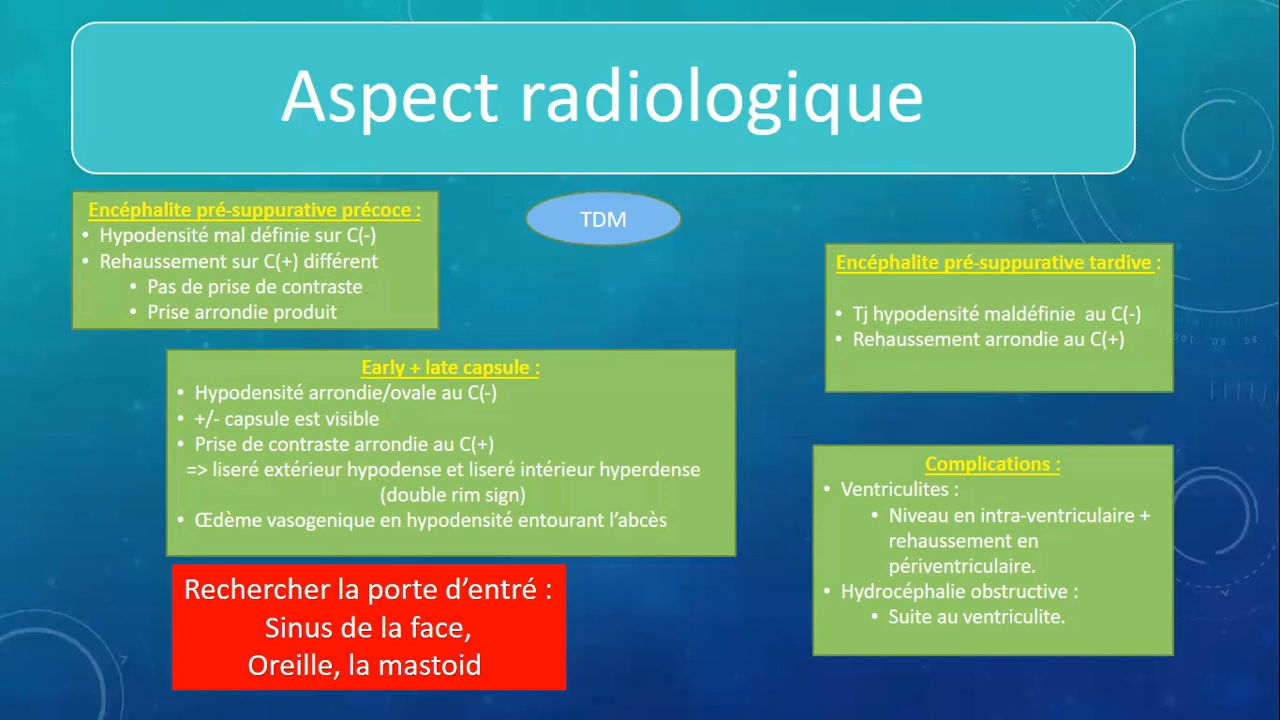 Aspect radiologique
Encéphalite pré-suppurative précoce :
• Hypodensité mal définie sur C(-)
• Rehaussement sur C(+) différent
• Pas de prise de contraste
• Prise arrondie produit
TDM
Encéphalite pré-suppurative tardive :
• Tj hypodensité maldéfinie au C(-)
• Rehaussement arrondie au C(+)
Early + late capsule :
• Hypodensité arrondie/ovale au C(-)
• +/- capsule est visible
• Prise de contraste arrondie au C(+)
=> liseré extérieur hypodense et liseré intérieur hyperdense
(double rim sign)
• Œdème vasogenique en hypodensité entourant l’abcès
Complications :
• Ventriculites :
• Niveau en intra-ventriculaire +
rehaussement en
périventriculaire.
• Hydrocéphalie obstructive :
• Suite au ventriculite.
Rechercher la porte d’entré :
Sinus de la face,
Oreille, la mastoid